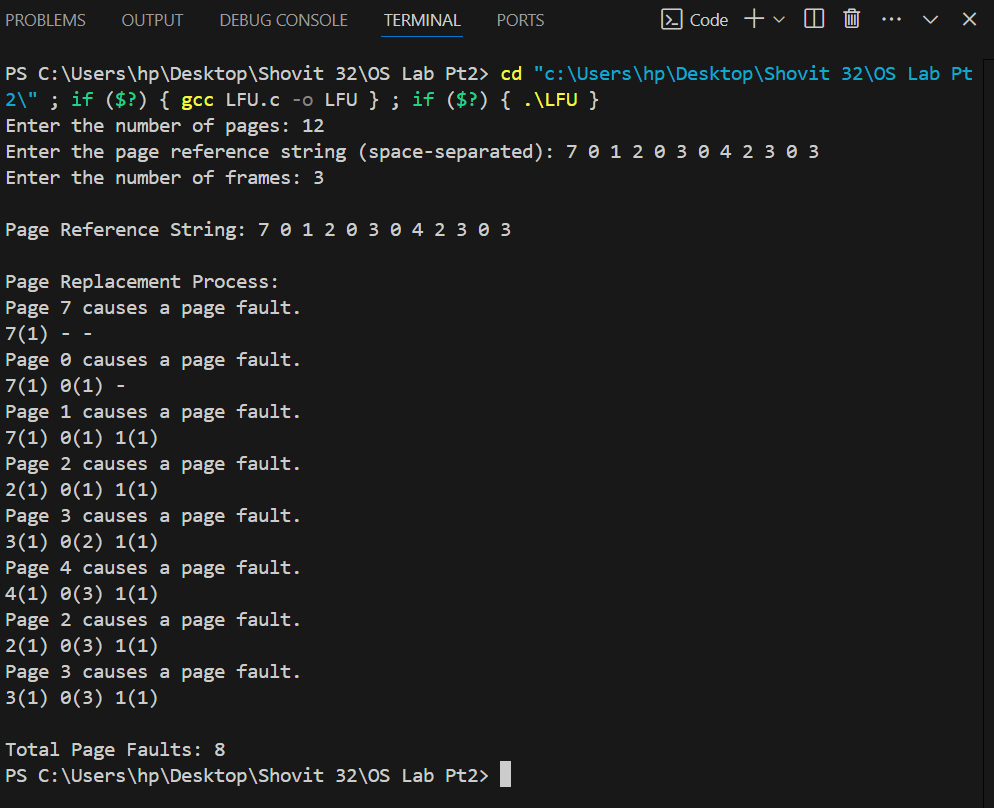 PROBLEMS OUTPUT DEBUG CONSOLE TERMINAL PORTS Code
PS C:\Users\hp\Desktop\Shovit 32\OS Lab Pt2> cd "c:\Users\hp\Desktop\Shovit 32\OS Lab Pt
2\" ; if ($?) { gcc LFU.c -o LFU } ; if ($?) { .\LFU }
Enter the number of pages: 12
Enter the page reference string (space-separated): 7 0 1 2 0 3 0 4 2 3 0 3
Enter the number of frames: 3
Page Reference String: 7 0 1 2 0 3 0 4 2 3 0 3
Page Replacement Process:
Page 7 causes a page fault.
7(1) - -
Page 0 causes a page fault.
7(1) 0(1) -
Page 1 causes a page fault.
7(1) 0(1) 1(1)
Page 2 causes a page fault.
2(1) 0(1) 1(1)
Page 3 causes a page fault.
3(1) 0(2) 1(1)
Page 4 causes a page fault.
4(1) 0(3) 1(1)
Page 2 causes a page fault.
2(1) 0(3) 1(1)
Page 3 causes a page fault.
3(1) 0(3) 1(1)
Total Page Faults: 8
PS C:\Users\hp\Desktop\Shovit 32\OS Lab Pt2>